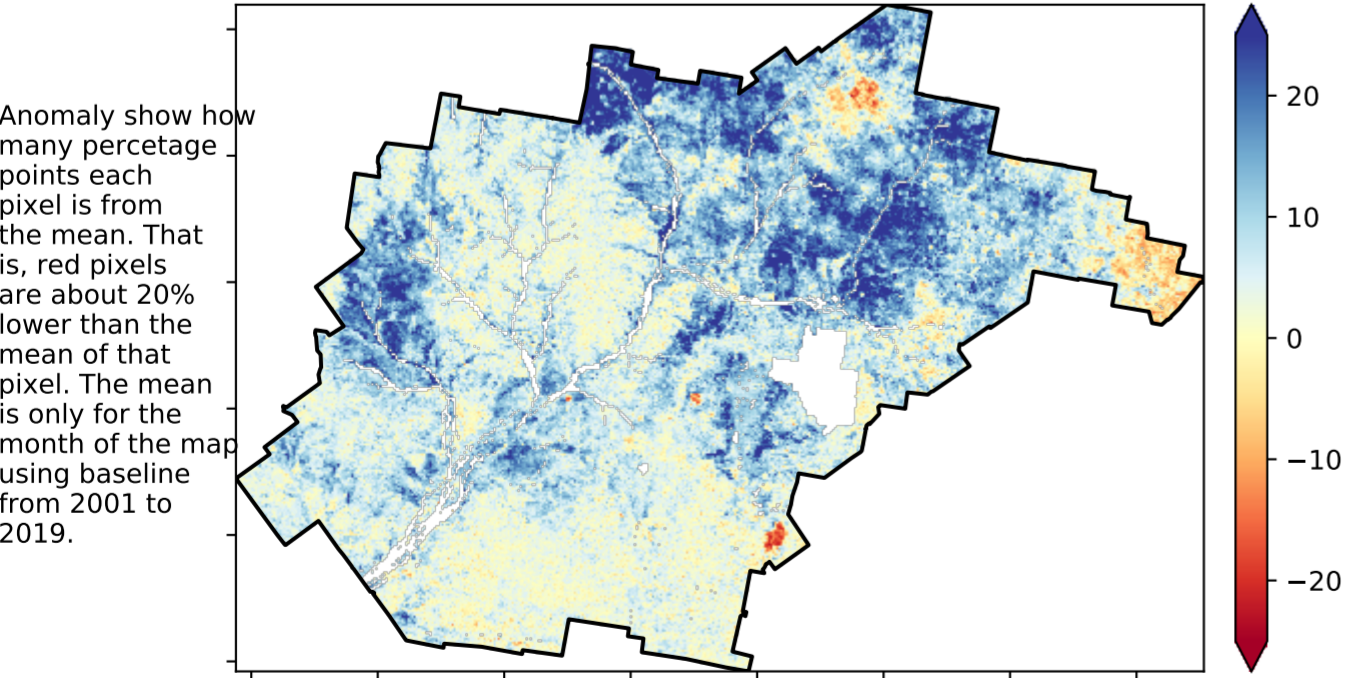 Anomaly show how
many percetage
points each
pixel is from
the mean. That
is, red pixels
are about 20%
lower than the
mean of that
pixel. The mean
is only for the
month of the map
using baseline
from 2001 to
2019.
20
10
0
−10
−20